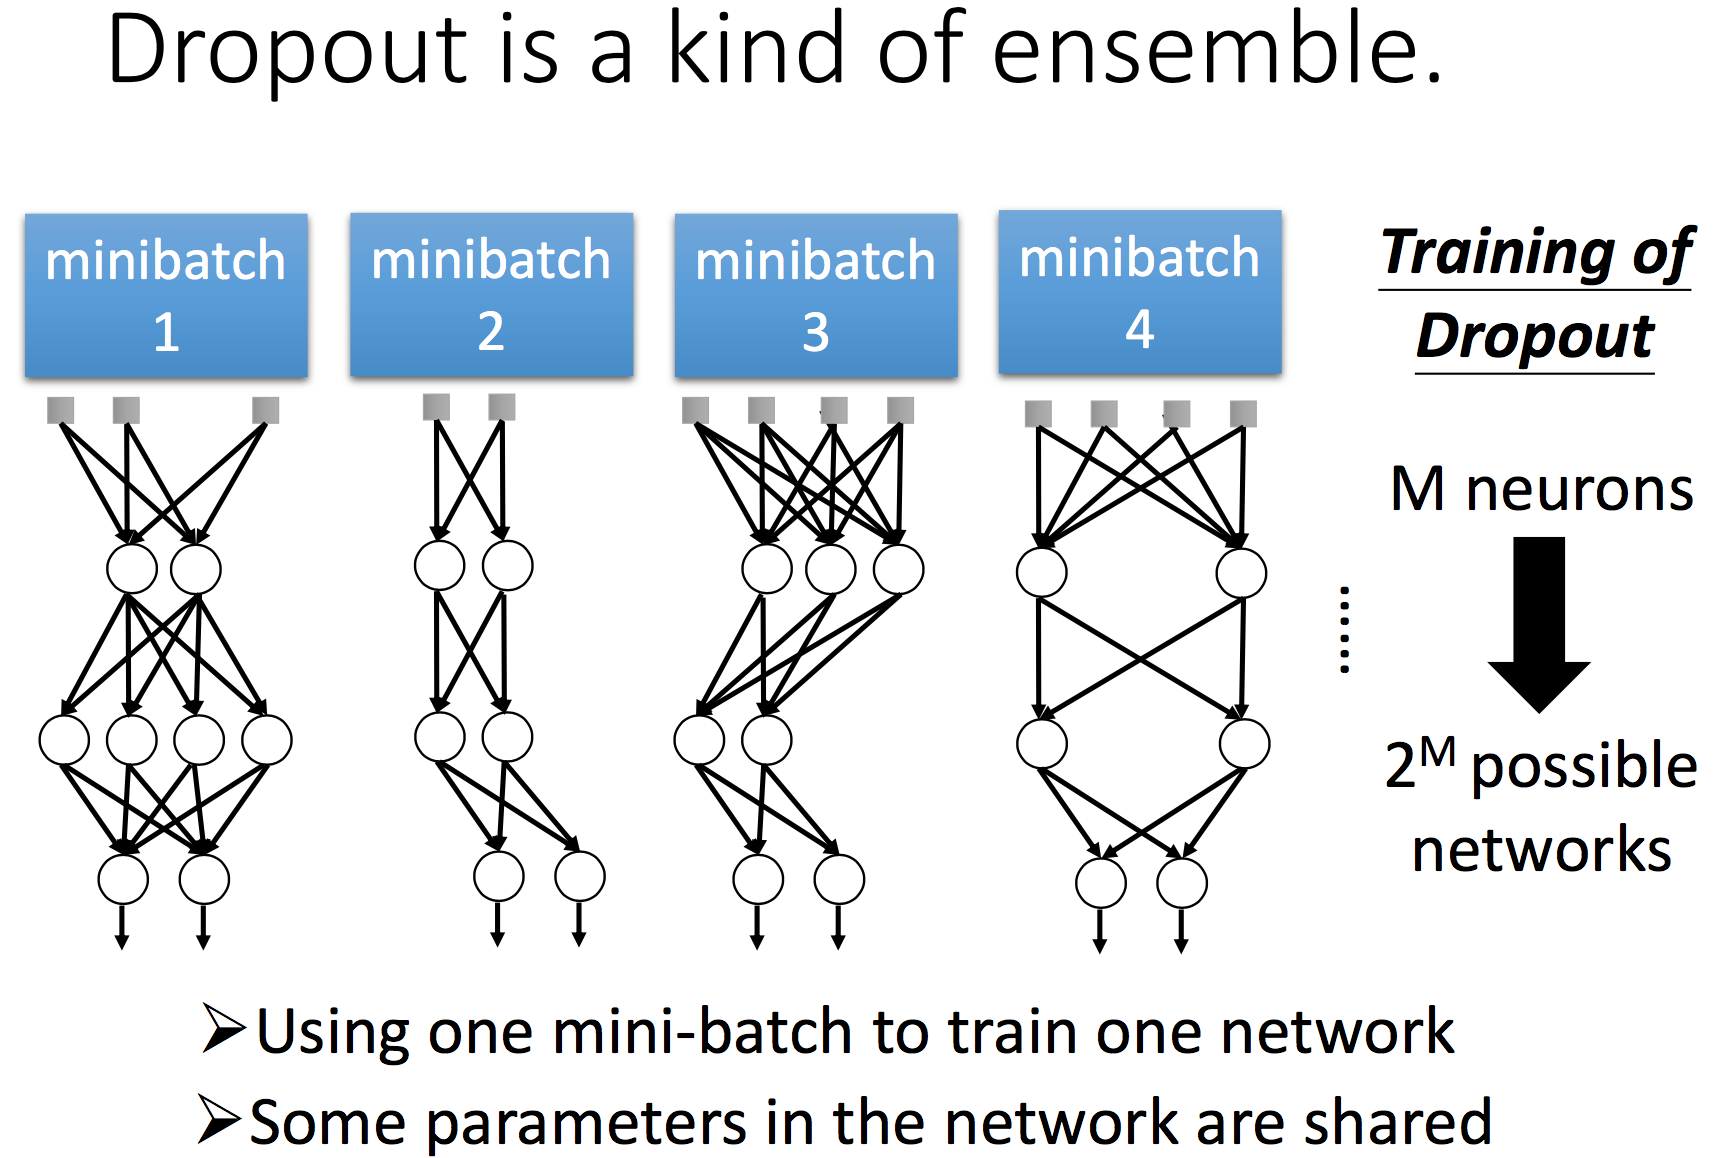 Dropout is a kind of ensemble.
minibatch
1
minibatch
2
minibatch
3
minibatch
4
Training of
Dropout
M neurons
......
2ᴹ possible
networks
➢Using one mini-batch to train one network
➢Some parameters in the network are shared